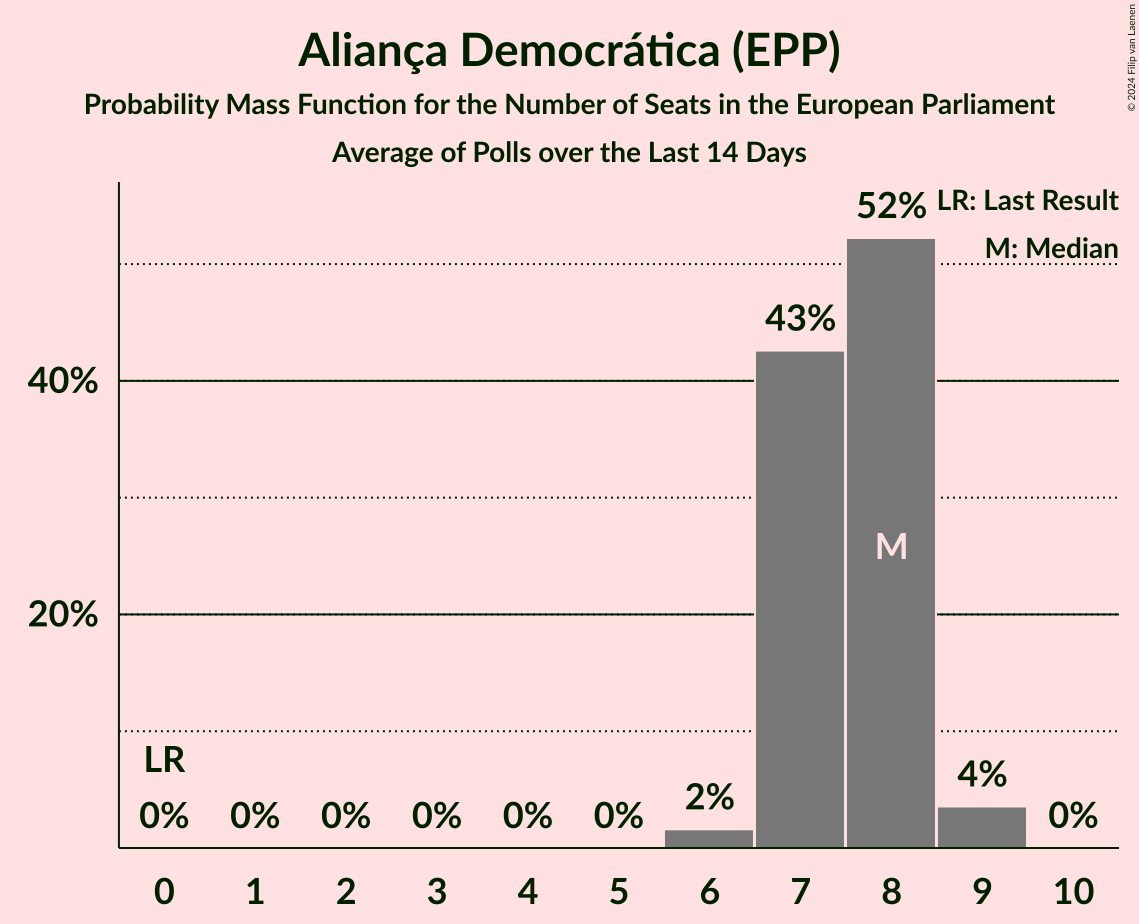 Aliança Democrática (EPP)
Probability Mass Function for the Number of Seats in the European Parliament
Average of Polls over the Last 14 Days
© 2024 Filip van Laenen
LR: Last Result
M: Median
52%
43%
40%
M
20%
LR
0% 0% 0% 0% 0% 0% 2% 4% 0%
0 1 2 3 4 5 6 7 8 9 10